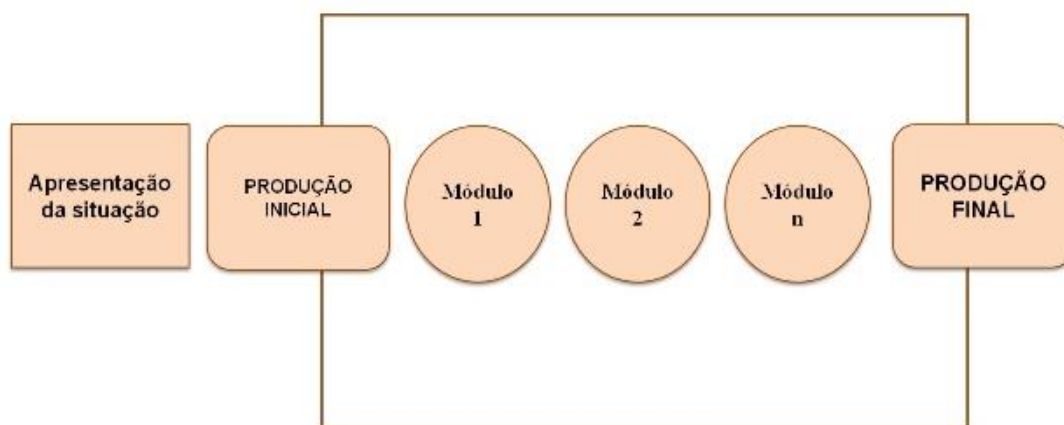 Apresentação
da situação
PRODUÇÃO
INICIAL
Módulo
1
Módulo
2
Módulo
n
PRODUÇÃO
FINAL